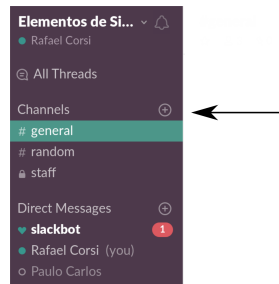 Elementos de Si...
Rafael Corsi
All Threads
Channels
# general
# random
staff
Direct Messages
slackbot 1
Rafael Corsi (you)
Paulo Carlos